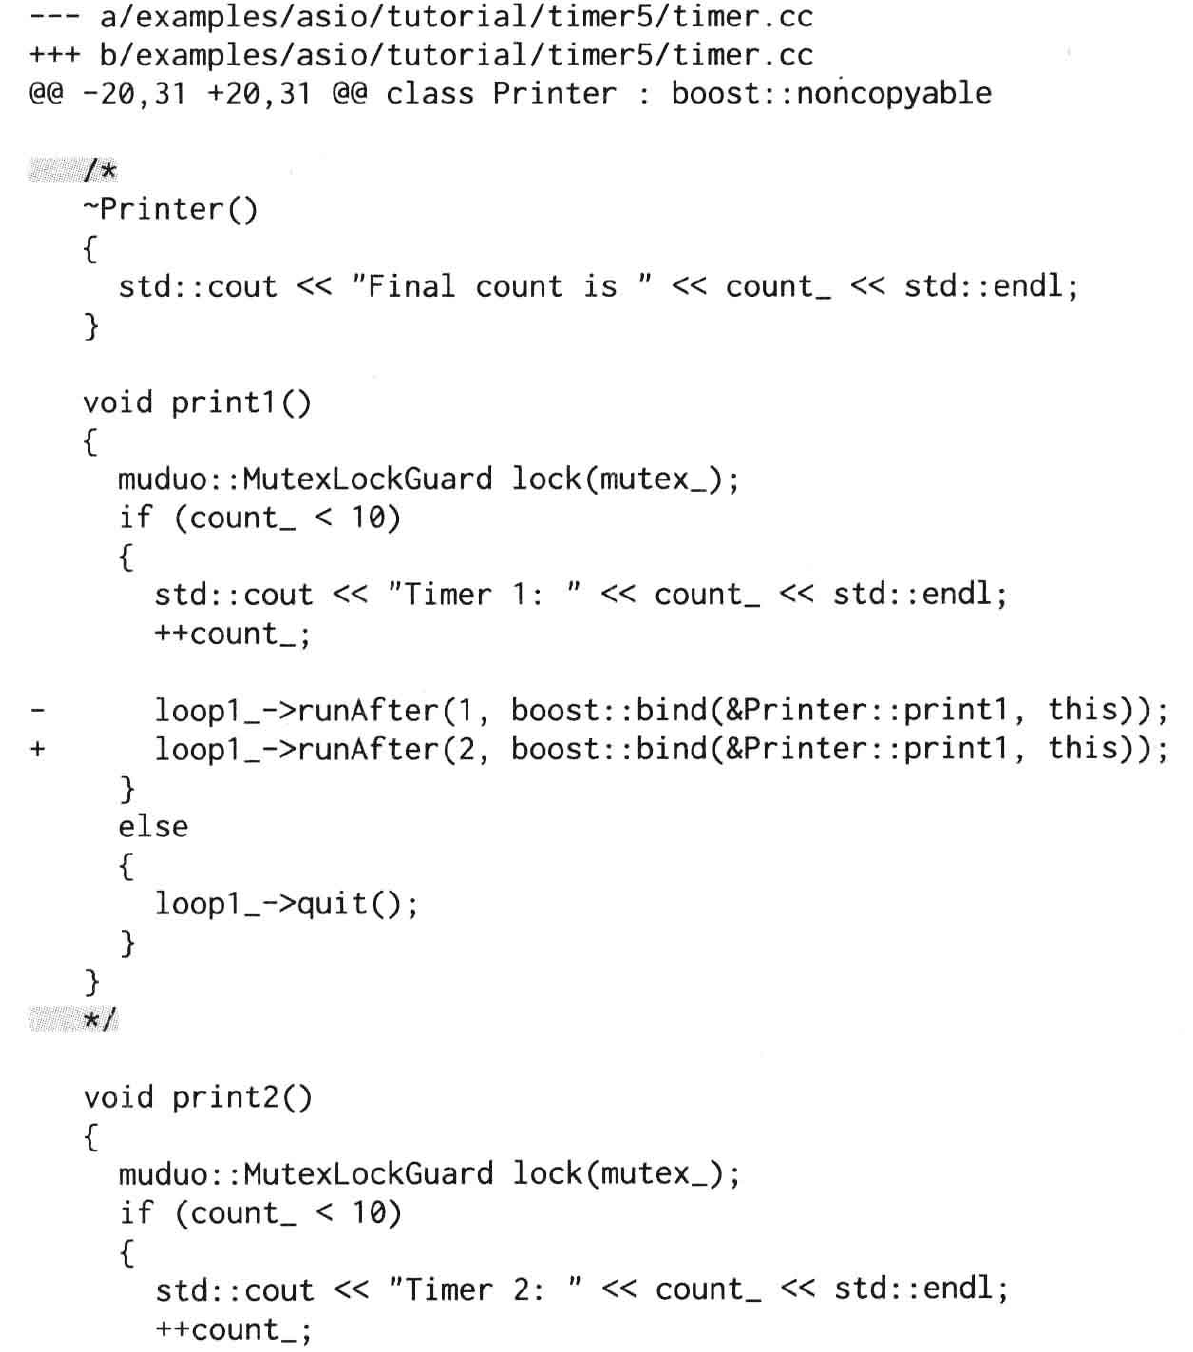 --- a/examples/asio/tutorial/timer5/timer.cc
+++ b/examples/asio/tutorial/timer5/timer.cc
@@ -20,31 +20,31 @@ class Printer : boost::noncopyable

   /*
   ~Printer()
   {
     std::cout << "Final count is " << count_ << std::endl;
   }

   void print1()
   {
     muduo::MutexLockGuard lock(mutex_);
     if (count_ < 10)
     {
       std::cout << "Timer 1: " << count_ << std::endl;
       ++count_;

-      loop1_->runAfter(1, boost::bind(&Printer::print1, this));
+      loop1_->runAfter(2, boost::bind(&Printer::print1, this));
     }
     else
     {
       loop1_->quit();
     }
   }
   */

   void print2()
   {
     muduo::MutexLockGuard lock(mutex_);
     if (count_ < 10)
     {
       std::cout << "Timer 2: " << count_ << std::endl;
       ++count_;